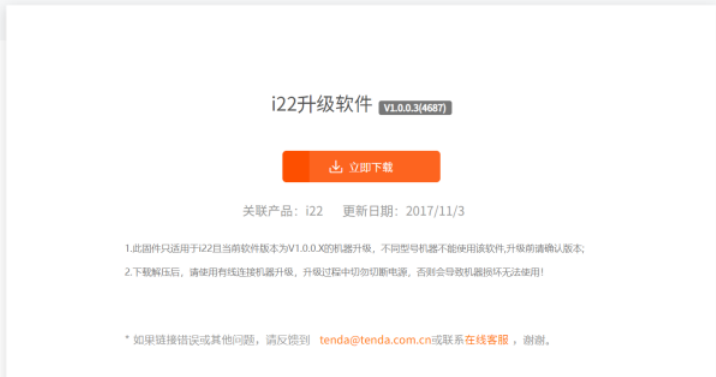 i22升级软件 V1.0.0.3(4687)
立即下载
关联产品：i22 更新日期：2017/11/3
1.此固件只适用于i22且当前软件版本为V1.0.0.X的机器升级，不同型号机器不能使用该软件,升级前请确认版本;
2.下载解压后，请使用有线连接机器升级，升级过程中切勿切断电源，否则会导致机器损坏无法使用！
* 如果链接错误或其他问题，请反馈到 tenda@tenda.com.cn或联系在线客服，谢谢。